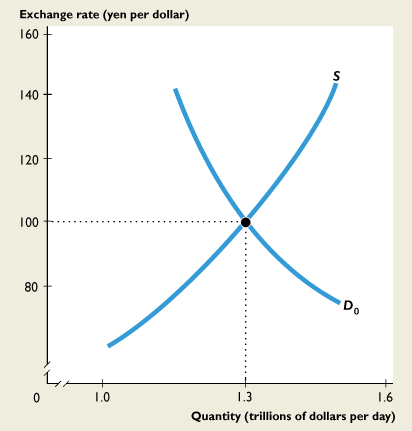 Exchange rate (yen per dollar)
160
S
140
120
100
80
D0
0
1.0
1.3
1.6
Quantity (trillions of dollars per day)